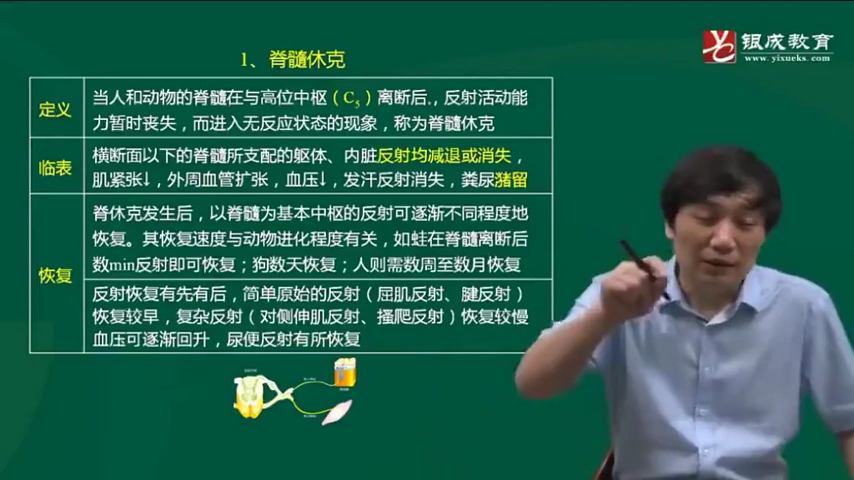 银成教育
www.yixueks.com
1、脊髓休克
定义
当人和动物的脊髓在与高位中枢（C5）离断后，反射活动能
力暂时丧失，而进入无反应状态的现象，称为脊髓休克
临表
横断面以下的脊髓所支配的躯体、内脏反射均减退或消失，
肌紧张↓，外周血管扩张，血压↓，发汗反射消失，粪尿猪留
恢复
脊休克发生后，以脊髓为基本中枢的反射可逐渐不同程度地
恢复。其恢复速度与动物进化程度有关，如蛙在脊髓离断后
数min反射即可恢复；狗数天恢复；人则需数周至数月恢复
反射恢复有先有后，简单原始的反射（屈肌反射、腱反射）
恢复较早，复杂反射（对侧伸肌反射、搔爬反射）恢复较慢
血压可逐渐回升，尿便反射有所恢复